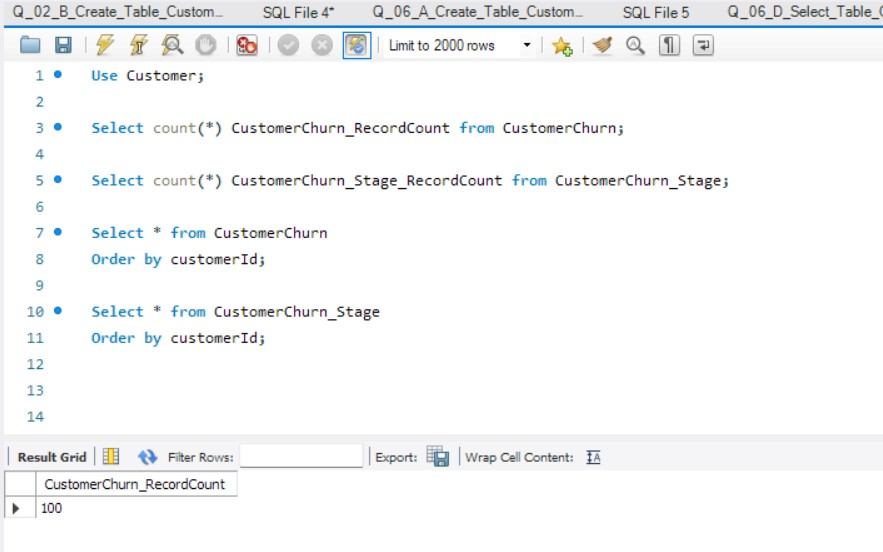 Q_02_B_Create_Table_Custom... SQL File 4* Q_06_A_Create_Table_Custom... SQL File 5 Q_06_D_Select_Table_
Limit to 2000 rows
1 Use Customer;
2
3 Select count(*) CustomerChurn_RecordCount from CustomerChurn;
4
5 Select count(*) CustomerChurn_Stage_RecordCount from CustomerChurn_Stage;
6
7 Select * from CustomerChurn
8 Order by customerId;
9
10 Select * from CustomerChurn_Stage
11 Order by customerId;
12
13
14
Result Grid Filter Rows: Export: Wrap Cell Content: IA
CustomerChurn_RecordCount
100